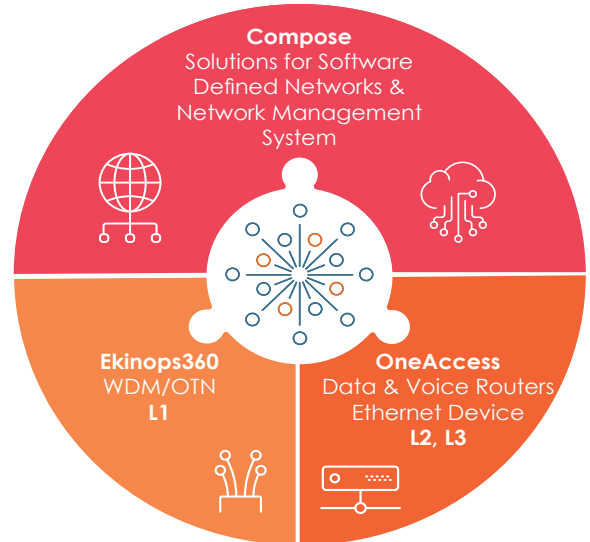 Compose
Solutions for Software
Defined Networks &
Network Management
System
Ekinops360
WDM/OTN
L1
OneAccess
Data & Voice Routers
Ethernet Device
L2, L3